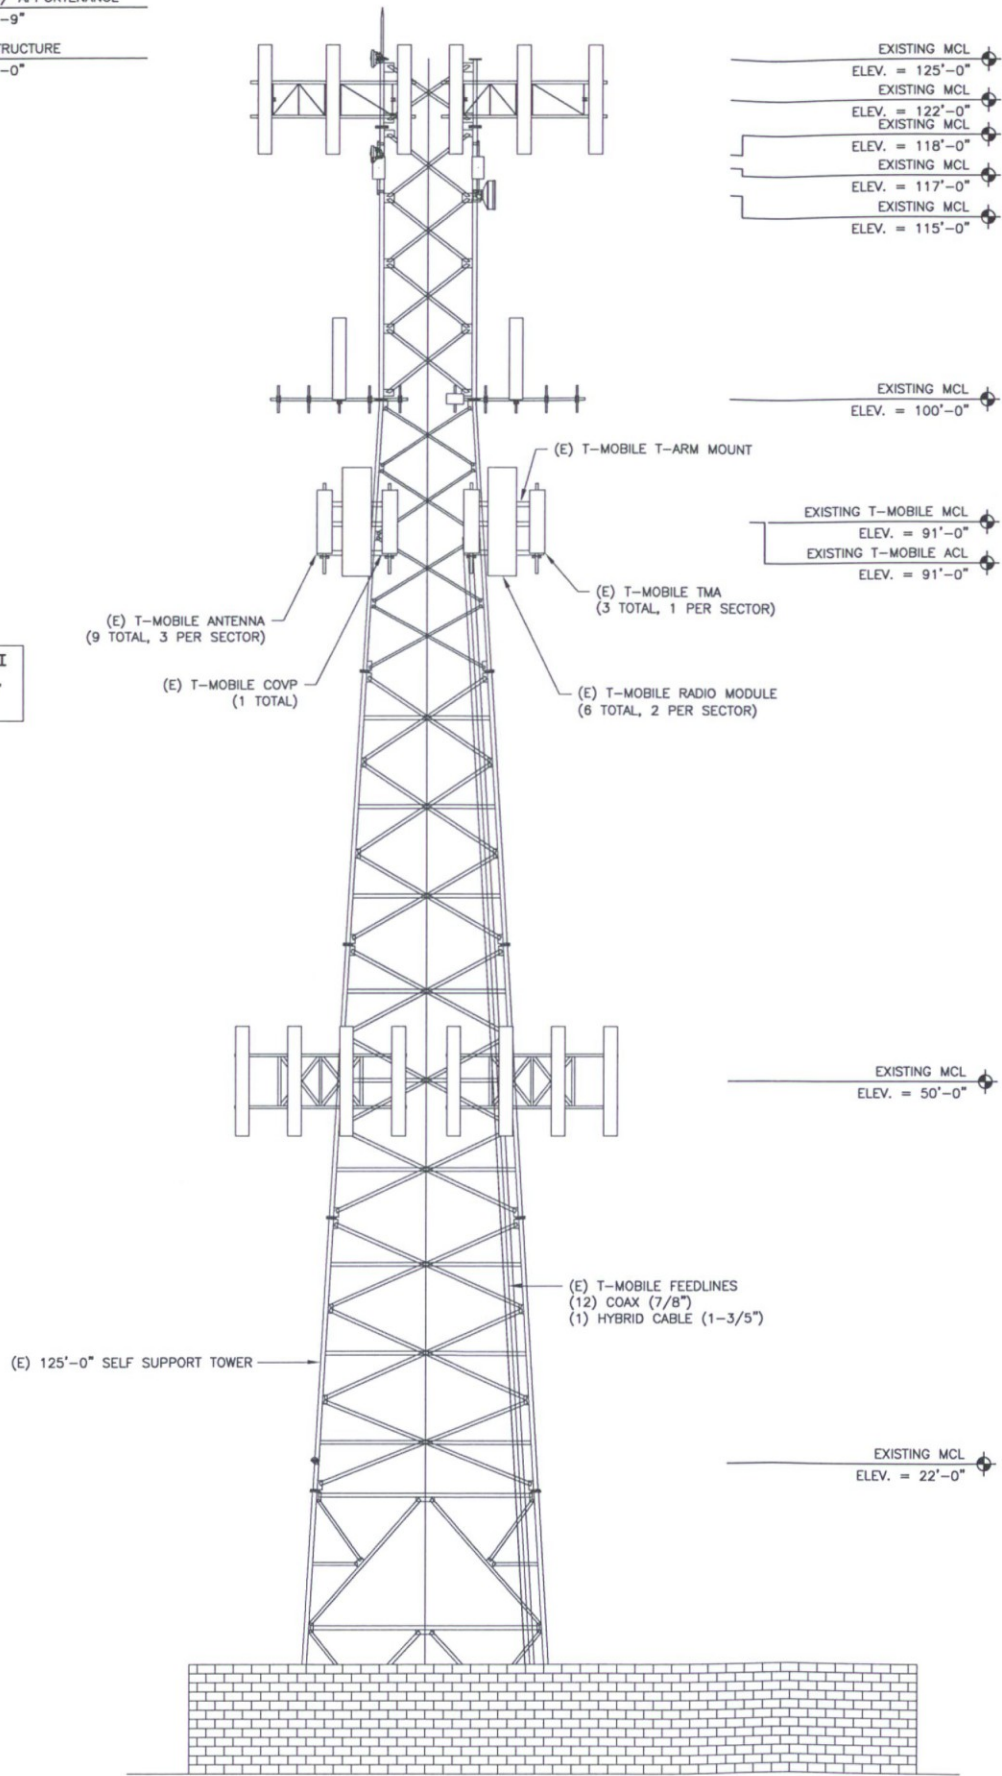 APPURTENANCE
-9"
RUCTURE
-0"
EXISTING MCL
ELEV. = 125'-0"
EXISTING MCL
ELEV. = 122'-0"
EXISTING MCL
ELEV. = 118'-0"
EXISTING MCL
ELEV. = 117'-0"
EXISTING MCL
ELEV. = 115'-0"
EXISTING MCL
ELEV. = 100'-0"
(E) T-MOBILE T-ARM MOUNT
EXISTING T-MOBILE MCL
ELEV. = 91'-0"
EXISTING T-MOBILE ACL
ELEV. = 91'-0"
(E) T-MOBILE TMA
(3 TOTAL, 1 PER SECTOR)
(E) T-MOBILE ANTENNA
(9 TOTAL, 3 PER SECTOR)
(E) T-MOBILE COVP
(1 TOTAL)
(E) T-MOBILE RADIO MODULE
(6 TOTAL, 2 PER SECTOR)
EXISTING MCL
ELEV. = 50'-0"
(E) T-MOBILE FEEDLINES
(12) COAX (7/8")
(1) HYBRID CABLE (1-3/5")
(E) 125'-0" SELF SUPPORT TOWER
EXISTING MCL
ELEV. = 22'-0"